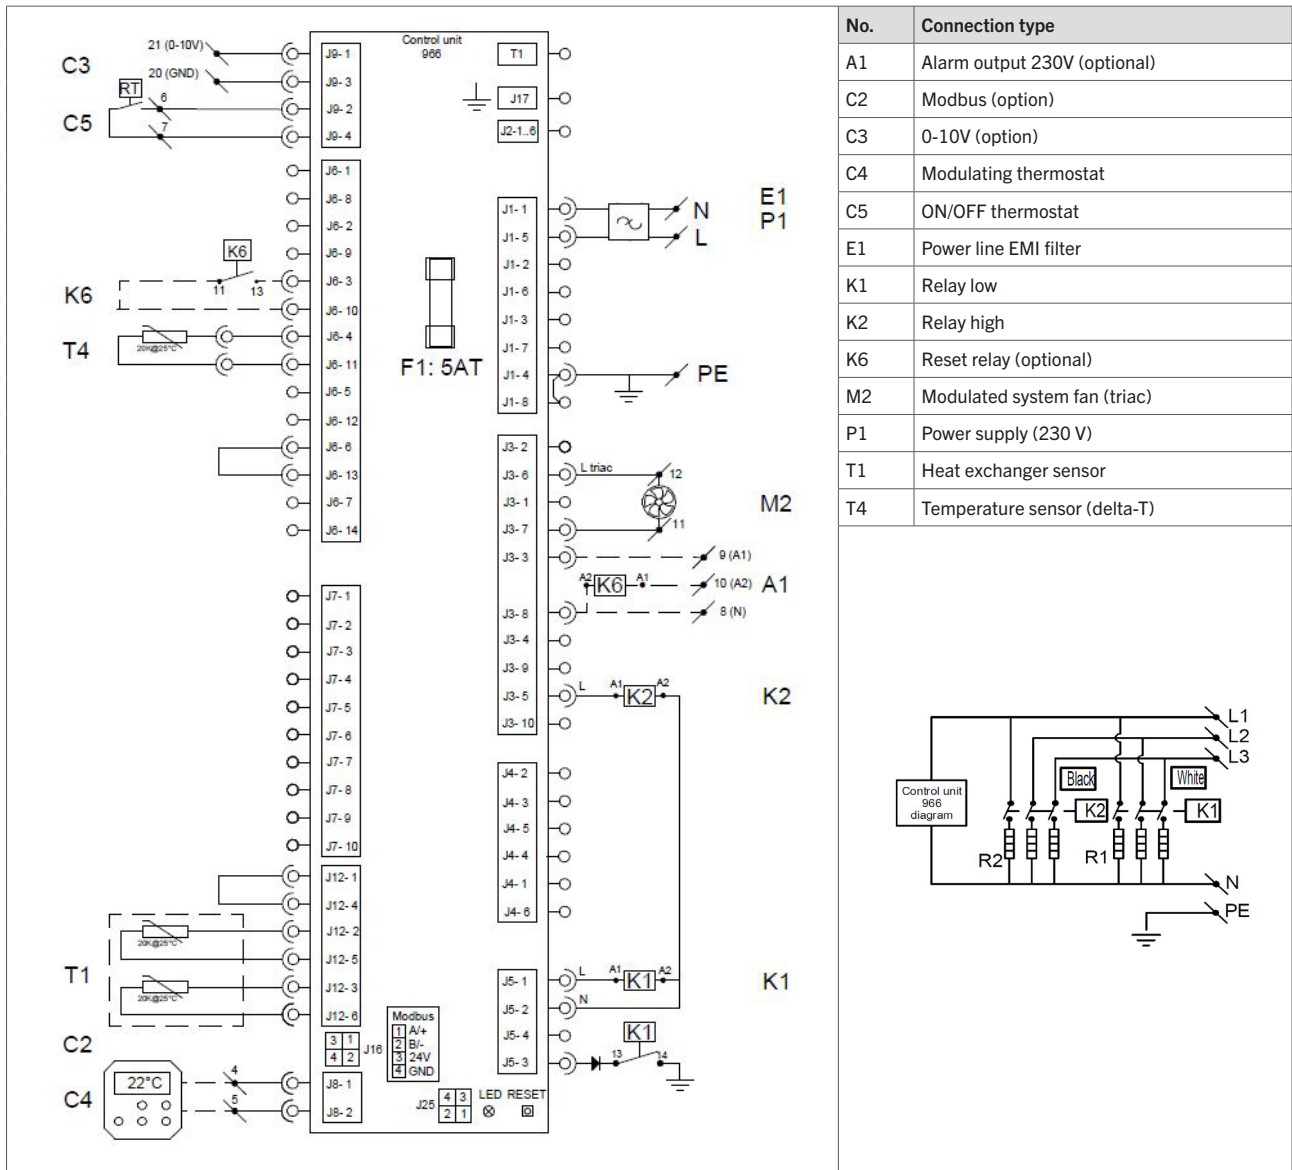 Control unit
966
C3
21 (0-10V)
20 (GND)
RT
6
7
C5
J9- 1
J9- 3
J9- 2
J9- 4
J6- 1
J6- 8
J6- 2
J6- 9
J6- 3
J6- 10
J6- 4
J6- 11
J6- 5
J6- 12
J6- 6
J6- 13
J6- 7
J6- 14
K6
K6
11
13
T4
20K@25°C
J7- 1
J7- 2
J7- 3
J7- 4
J7- 5
J7- 6
J7- 7
J7- 8
J7- 9
J7- 10
J12- 1
J12- 4
J12- 2
J12- 5
J12- 3
J12- 6
T1
20K@25°C
20K@25°C
C2
3 1
4 2
J16
Modbus
1 A/+
2 B/-
3 24V
4 GND
C4
22°C
4
5
J8- 1
J8- 2
J25
4 3
2 1
LED RESET
F1: 5AT
T1
J17
J2-1..6
J1- 1
J1- 5
J1- 2
J1- 6
J1- 3
J1- 7
J1- 4
J1- 8
N
L
E1
P1
PE
J3- 2
J3- 6
J3- 1
J3- 7
J3- 3
J3- 8
J3- 4
J3- 9
J3- 5
J3- 10
L triac
12
11
M2
9 (A1)
A2
K6
A1
10 (A2)
A1
8 (N)
L
A1
K2
A2
K2
J4- 2
J4- 3
J4- 5
J4- 4
J4- 1
J4- 6
J5- 1
J5- 2
J5- 4
J5- 3
L
A1
K1
A2
N
K1
K1
13
14
No. Connection type
A1 Alarm output 230V (optional)
C2 Modbus (option)
C3 0-10V (option)
C4 Modulating thermostat
C5 ON/OFF thermostat
E1 Power line EMI filter
K1 Relay low
K2 Relay high
K6 Reset relay (optional)
M2 Modulated system fan (triac)
P1 Power supply (230 V)
T1 Heat exchanger sensor
T4 Temperature sensor (delta-T)
L1
L2
L3
Black
White
Control unit
966
diagram
K2
K1
R2
R1
N
PE